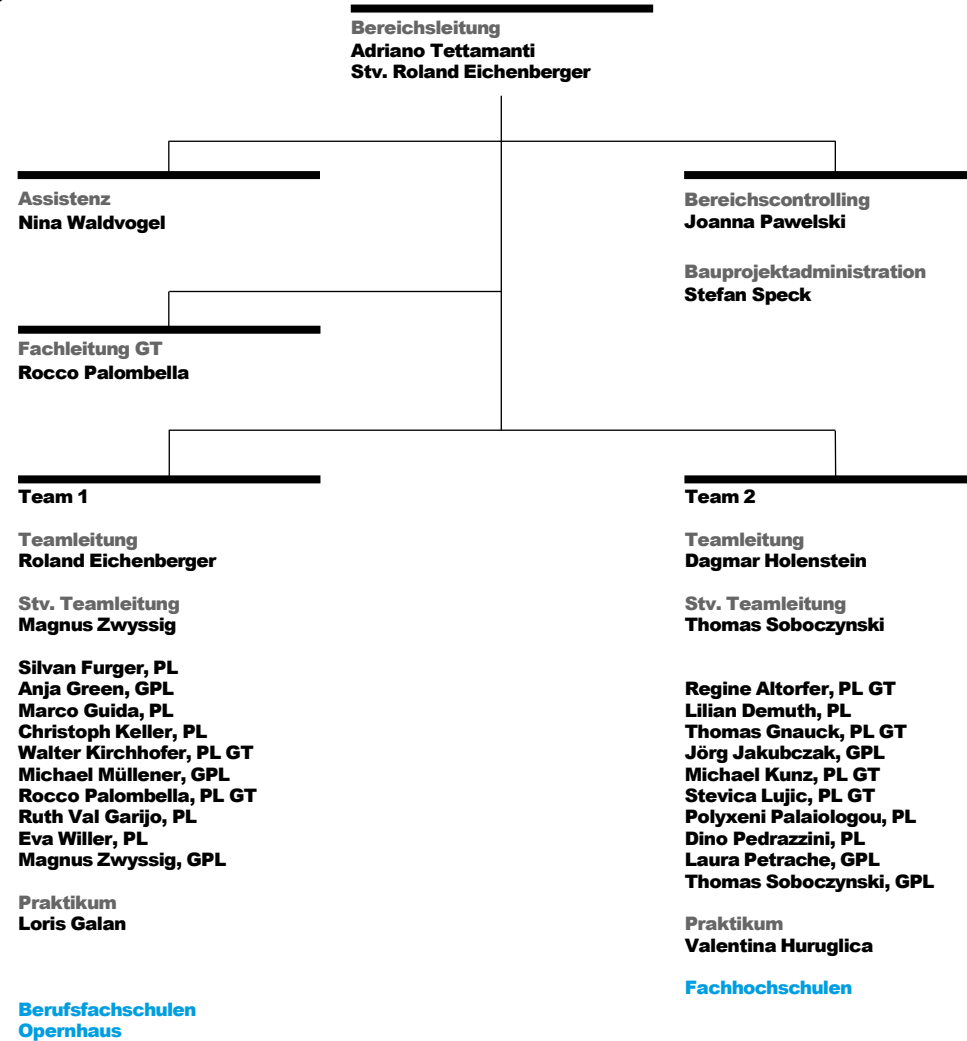 Bereichsleitung
Adriano Tettamanti
Stv. Roland Eichenberger
Assistenz
Nina Waldvogel
Bereichscontrolling
Joanna Pawelski
Bauprojektadministration
Stefan Speck
Fachleitung GT
Rocco Palombella
Team 1
Teamleitung
Roland Eichenberger
Stv. Teamleitung
Magnus Zwyssig
Silvan Furger, PL
Anja Green, GPL
Marco Guida, PL
Christoph Keller, PL
Walter Kirchhofer, PL GT
Michael Müllener, GPL
Rocco Palombella, PL GT
Ruth Val Garijo, PL
Eva Willer, PL
Magnus Zwyssig, GPL
Praktikum
Loris Galan
Berufsfachschulen
Opernhaus
Team 2
Teamleitung
Dagmar Holenstein
Stv. Teamleitung
Thomas Soboczynski
Regine Altorfer, PL GT
Lilian Demuth, PL
Thomas Gnauck, PL GT
Jörg Jakubczak, GPL
Michael Kunz, PL GT
Stevica Lujic, PL GT
Polyxeni Palaiologou, PL
Dino Pedrazzini, PL
Laura Petrache, GPL
Thomas Soboczynski, GPL
Praktikum
Valentina Huruglica
Fachhochschulen